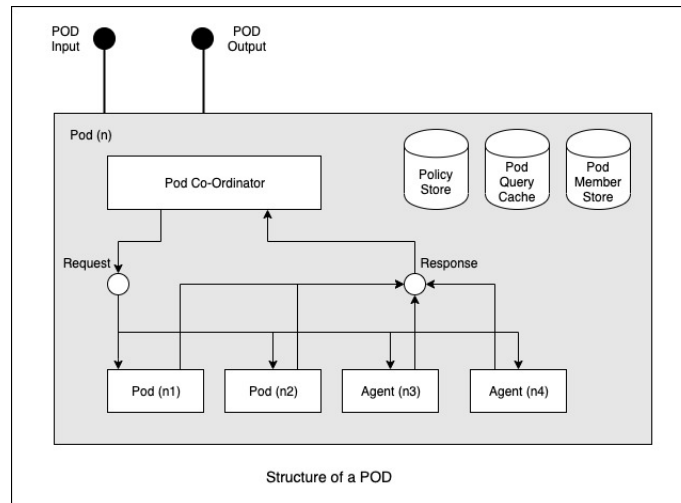 POD
Input
POD
Output
Pod (n)
Pod Co-Ordinator
Policy
Store
Pod
Query
Cache
Pod
Member
Store
Request
Response
Pod (n1)
Pod (n2)
Agent (n3)
Agent (n4)
Structure of a POD